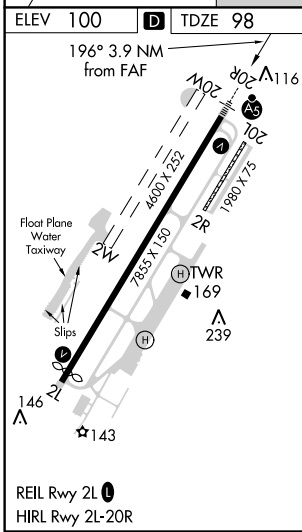 ELEV 100 D TDZE 98
196° 3.9 NM
from FAF
20W
20R
116
A5
20L
V
4600 X 252
7855 X 150
1980 X 75
2R
2W
Float Plane
Water
Taxiway
Slips
H
TWR
169
239
H
V
2L
146
143
REIL Rwy 2L L
HIRL Rwy 2L-20R